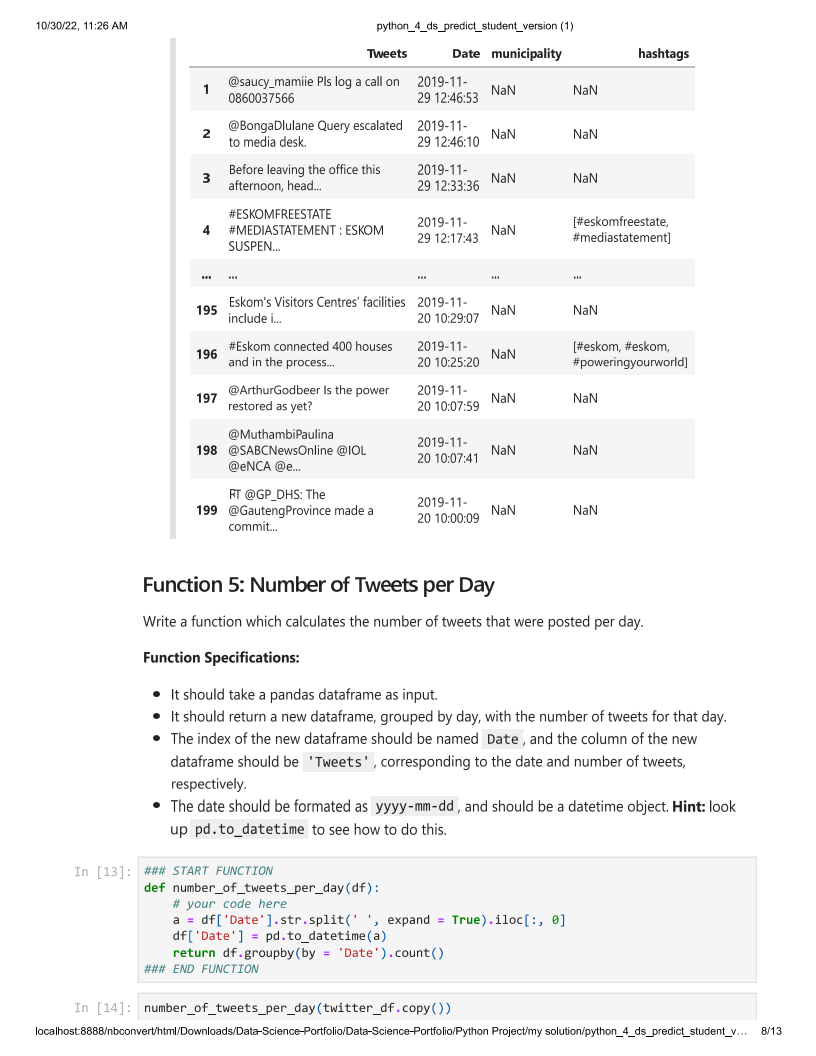 10/30/22, 11:26 AM python_4_ds_predict_student_version (1)
Tweets Date municipality hashtags
1 @saucy_mamiie Pls log a call on 0860037566 2019-11-29 12:46:53 NaN NaN
2 @BongaDlulane Query escalated to media desk. 2019-11-29 12:46:10 NaN NaN
3 Before leaving the office this afternoon, head... 2019-11-29 12:33:36 NaN NaN
4 #ESKOMFREESTATE #MEDIASTATEMENT : ESKOM SUSPEN... 2019-11-29 12:17:43 NaN [#eskomfreestate, #mediastatement]
... ... ... ... ...
195 Eskom's Visitors Centres’ facilities include i... 2019-11-20 10:29:07 NaN NaN
196 #Eskom connected 400 houses and in the process... 2019-11-20 10:25:20 NaN [#eskom, #eskom, #poweringyourworld]
197 @ArthurGodbeer Is the power restored as yet? 2019-11-20 10:07:59 NaN NaN
198 @MuthambiPaulina @SABCNewsOnline @IOL @eNCA @e... 2019-11-20 10:07:41 NaN NaN
199 RT @GP_DHS: The @GautengProvince made a commit... 2019-11-20 10:00:09 NaN NaN
Function 5: Number of Tweets per Day
Write a function which calculates the number of tweets that were posted per day.
Function Specifications:
• It should take a pandas dataframe as input.
• It should return a new dataframe, grouped by day, with the number of tweets for that day.
• The index of the new dataframe should be named Date , and the column of the new
dataframe should be 'Tweets' , corresponding to the date and number of tweets,
respectively.
• The date should be formated as yyyy-mm-dd , and should be a datetime object. Hint: look
up pd.to_datetime to see how to do this.
In [13]: ### START FUNCTION
def number_of_tweets_per_day(df):
# your code here
a = df['Date'].str.split(' ', expand = True).iloc[:, 0]
df['Date'] = pd.to_datetime(a)
return df.groupby(by = 'Date').count()
### END FUNCTION
In [14]: number_of_tweets_per_day(twitter_df.copy())
localhost:8888/nbconvert/html/Downloads/Data-Science-Portfolio/Data-Science-Portfolio/Python Project/my solution/python_4_ds_predict_student_v… 8/13